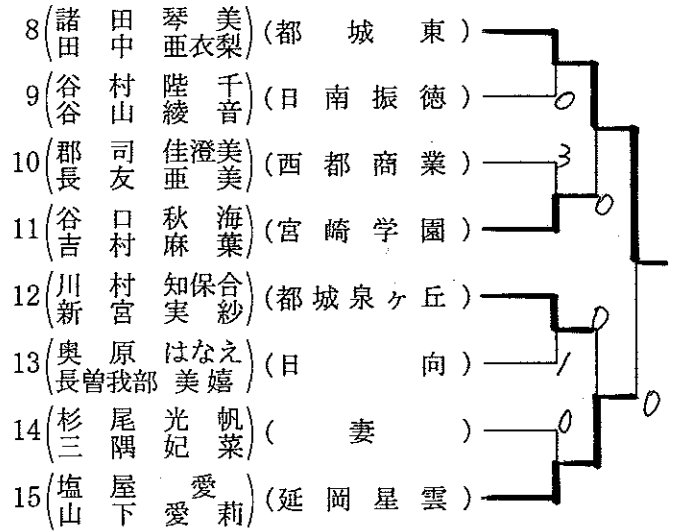 8(諸田琴美 田中亜衣梨)(都城東) 0
9(谷村陛千 谷山綾音)(日南振徳)
10(郡司佳澄美 長友亜美)(西都商業) 3
11(谷口秋海 吉村麻葉)(宮崎学園) 0
12(川村知保合 新宮実紗)(都城泉ヶ丘) 0
13(奥原はなえ 長曽我部美嬉)(日向) 1
14(杉尾光帆 三隅妃菜)(妻) 0 0
15(塩屋愛 山下愛莉)(延岡星雲)